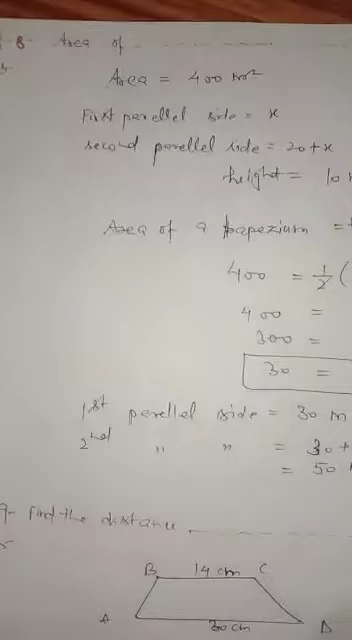 8- Area of
Area = 400 m²
First perellel side = x
second perellel side = 20+x
height = 10
Area of a trapezium =
400 = 1/2 (
400 =
300 =
30 =
1st perellel side = 30 m
2nd " " = 30 +
= 50
9- Find the distance
B 14 cm C
A 30 cm D